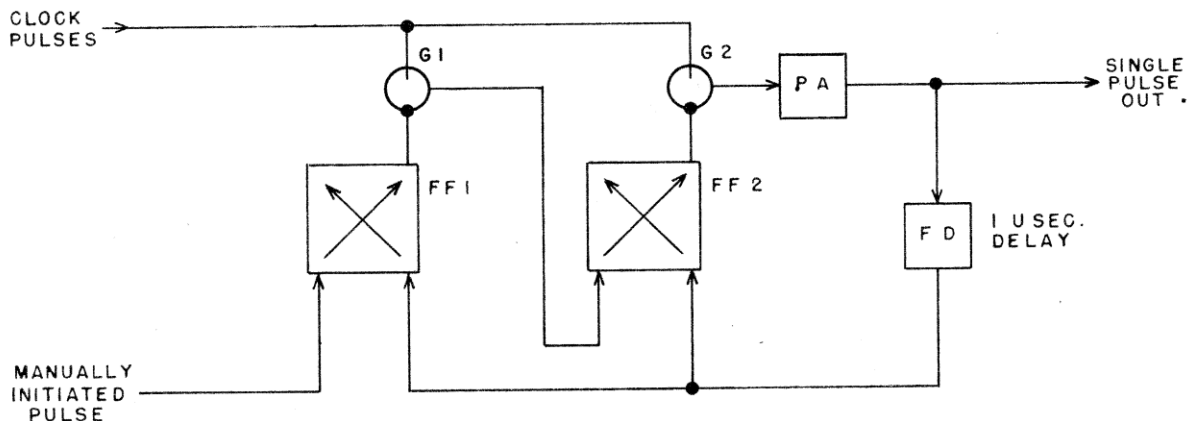 CLOCK
PULSES
G1
G2
PA
SINGLE
PULSE
OUT.
FF1
FF2
FD
1 USEC.
DELAY
MANUALLY
INITIATED
PULSE